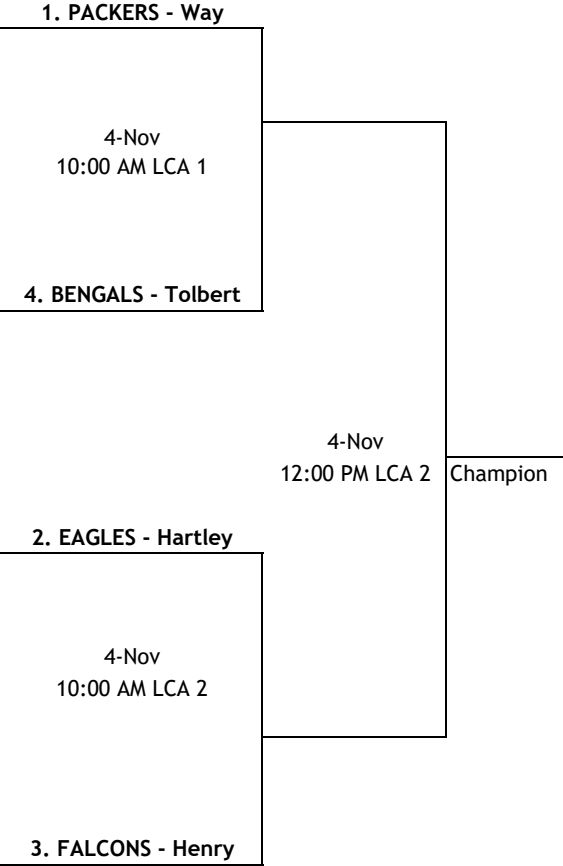 1. PACKERS - Way
4-Nov
10:00 AM LCA 1
4. BENGALS - Tolbert
4-Nov
12:00 PM LCA 2
Champion
2. EAGLES - Hartley
4-Nov
10:00 AM LCA 2
3. FALCONS - Henry